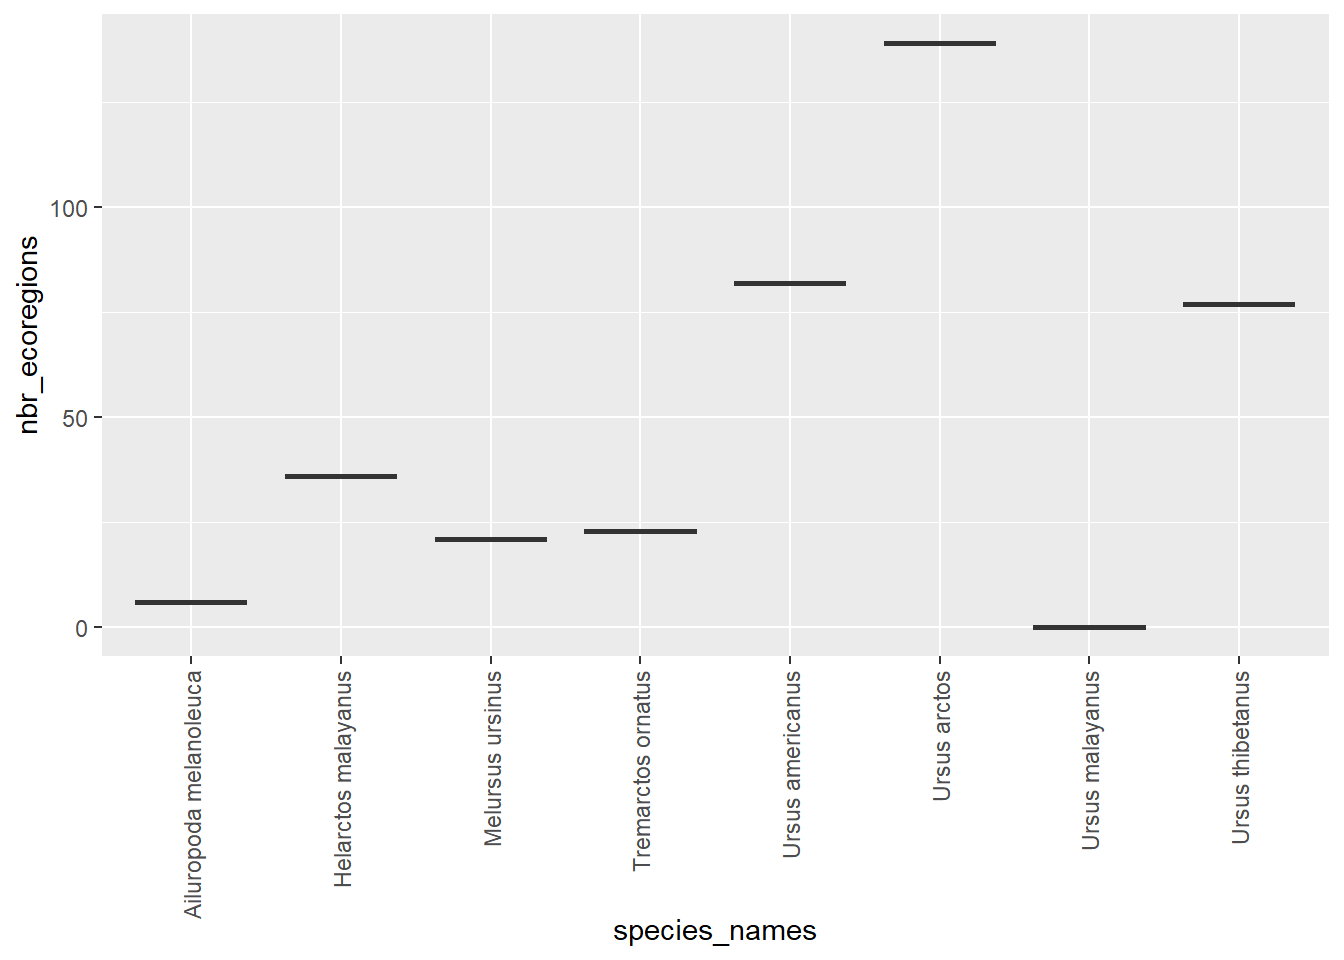 nbr_ecoregions
100
50
0
Ailuropoda melanoleuca
Helarctos malayanus
Melursus ursinus
Tremarctos ornatus
Ursus americanus
Ursus arctos
Ursus malayanus
Ursus thibetanus
species_names